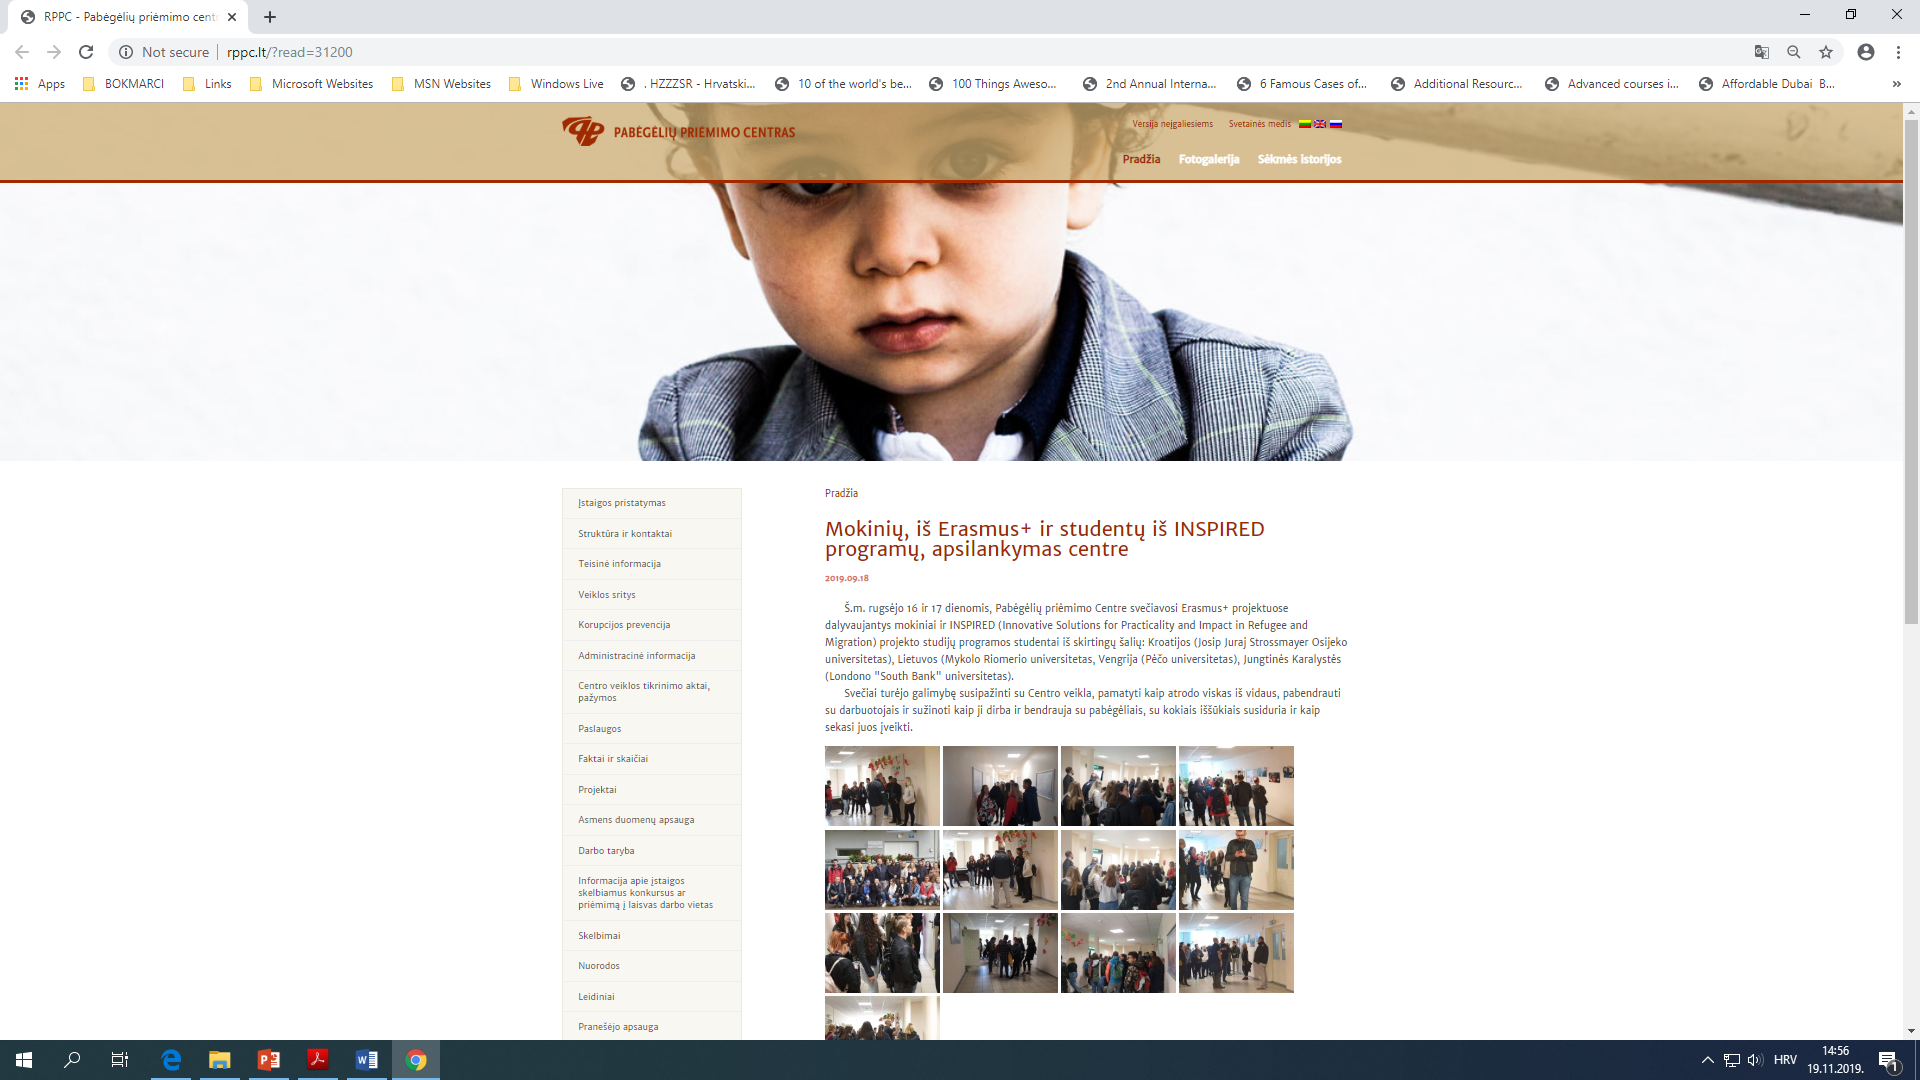 RPPC - Pabėgėlių priėmimo cent
Not secure
rppc.lt/?read=31200
Apps
BOKMARCI
Links
Microsoft Websites
MSN Websites
Windows Live
. HZZZSR - Hrvatski...
10 of the world's be...
100 Things Aweso...
2nd Annual Interna...
6 Famous Cases of...
Additional Resourc...
Advanced courses i...
Affordable Dubai B...
PABĖGĖLIŲ PRIĖMIMO CENTRAS
Versija neįgaliesiems
Svetainės medis
Pradžia
Fotogalerija
Sėkmės istorijos
Įstaigos pristatymas
Struktūra ir kontaktai
Teisinė informacija
Veiklos sritys
Korupcijos prevencija
Administracinė informacija
Centro veiklos tikrinimo aktai,
pažymos
Paslaugos
Faktai ir skaičiai
Projektai
Asmens duomenų apsauga
Darbo taryba
Informacija apie įstaigos
skelbiamus konkursus ar
priėmimą į laisvas darbo vietas
Skelbimai
Nuorodos
Leidiniai
Pranešėjo apsauga
Pradžia
Mokinių, iš Erasmus+ ir studentų iš INSPIRED
programų, apsilankymas centre
2019.09.18
Š.m. rugsėjo 16 ir 17 dienomis, Pabėgėlių priėmimo Centre svečiavosi Erasmus+ projektuose
dalyvaujantys mokiniai ir INSPIRED (Innovative Solutions for Practicality and Impact in Refugee and
Migration) projekto studijų programos studentai iš skirtingų šalių: Kroatijos (Josip Juraj Strossmayer Osijeko
universitetas), Lietuvos (Mykolo Riomerio universitetas, Vengrija (Pėčo universitetas), Jungtinės Karalystės
(Londono "South Bank" universitetas).
Svečiai turėjo galimybę susipažinti su Centro veikla, pamatyti kaip atrodo viskas iš vidaus, pabendrauti
su darbuotojais ir sužinoti kaip ji dirba ir bendrauja su pabėgėliais, su kokiais iššūkiais susiduria ir kaip
sekasi juos įveikti.
HRV
14:56
19.11.2019.
1